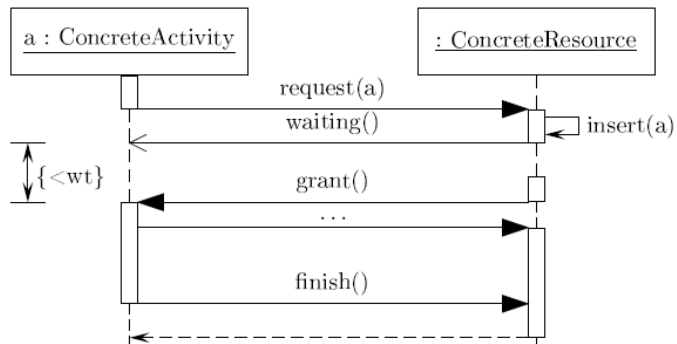 a : ConcreteActivity
: ConcreteResource
request(a)
waiting()
insert(a)
{<wt}
grant()
...
finish()